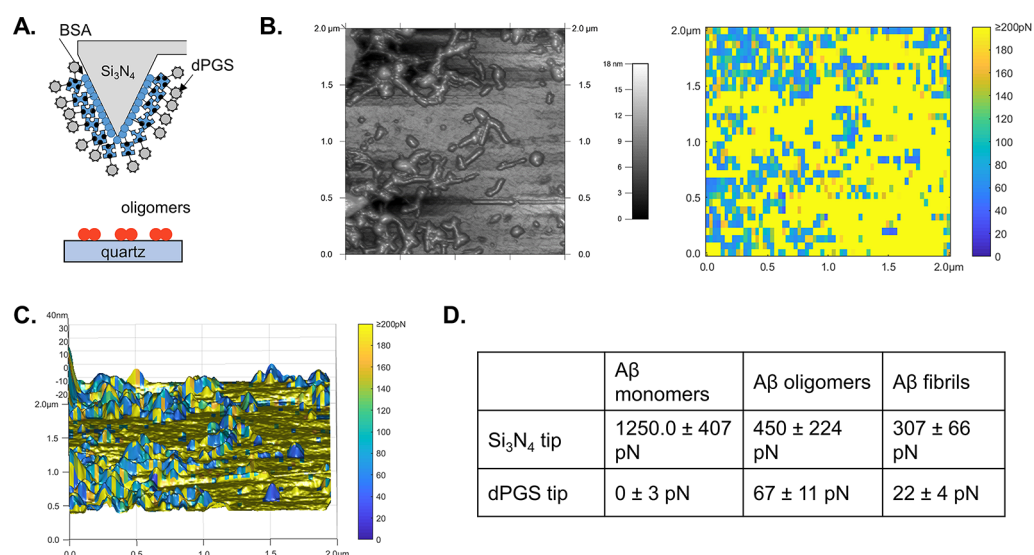 A.
BSA
Si3N4
dPGS
oligomers
quartz
B.
2.0 μm
1.5
1.0
0.5
0.0
2.0 μm
1.5
1.0
0.5
0.0
18 nm
15
12
9
6
3
0
2.0μm
1.5
1.0
0.5
0.0
0.0
0.5
1.0
1.5
2.0μm
≥200pN
180
160
140
120
100
80
60
40
20
0
C.
40nm
30
20
10
0
-10
-20
2.0μm
1.5
1.0
0.5
0.0
0.0
0.5
1.0
1.5
2.0μm
≥200pN
180
160
140
120
100
80
60
40
20
0
D.
Aβ monomers
Aβ oligomers
Aβ fibrils
Si3N4 tip
1250.0 ± 407 pN
450 ± 224 pN
307 ± 66 pN
dPGS tip
0 ± 3 pN
67 ± 11 pN
22 ± 4 pN